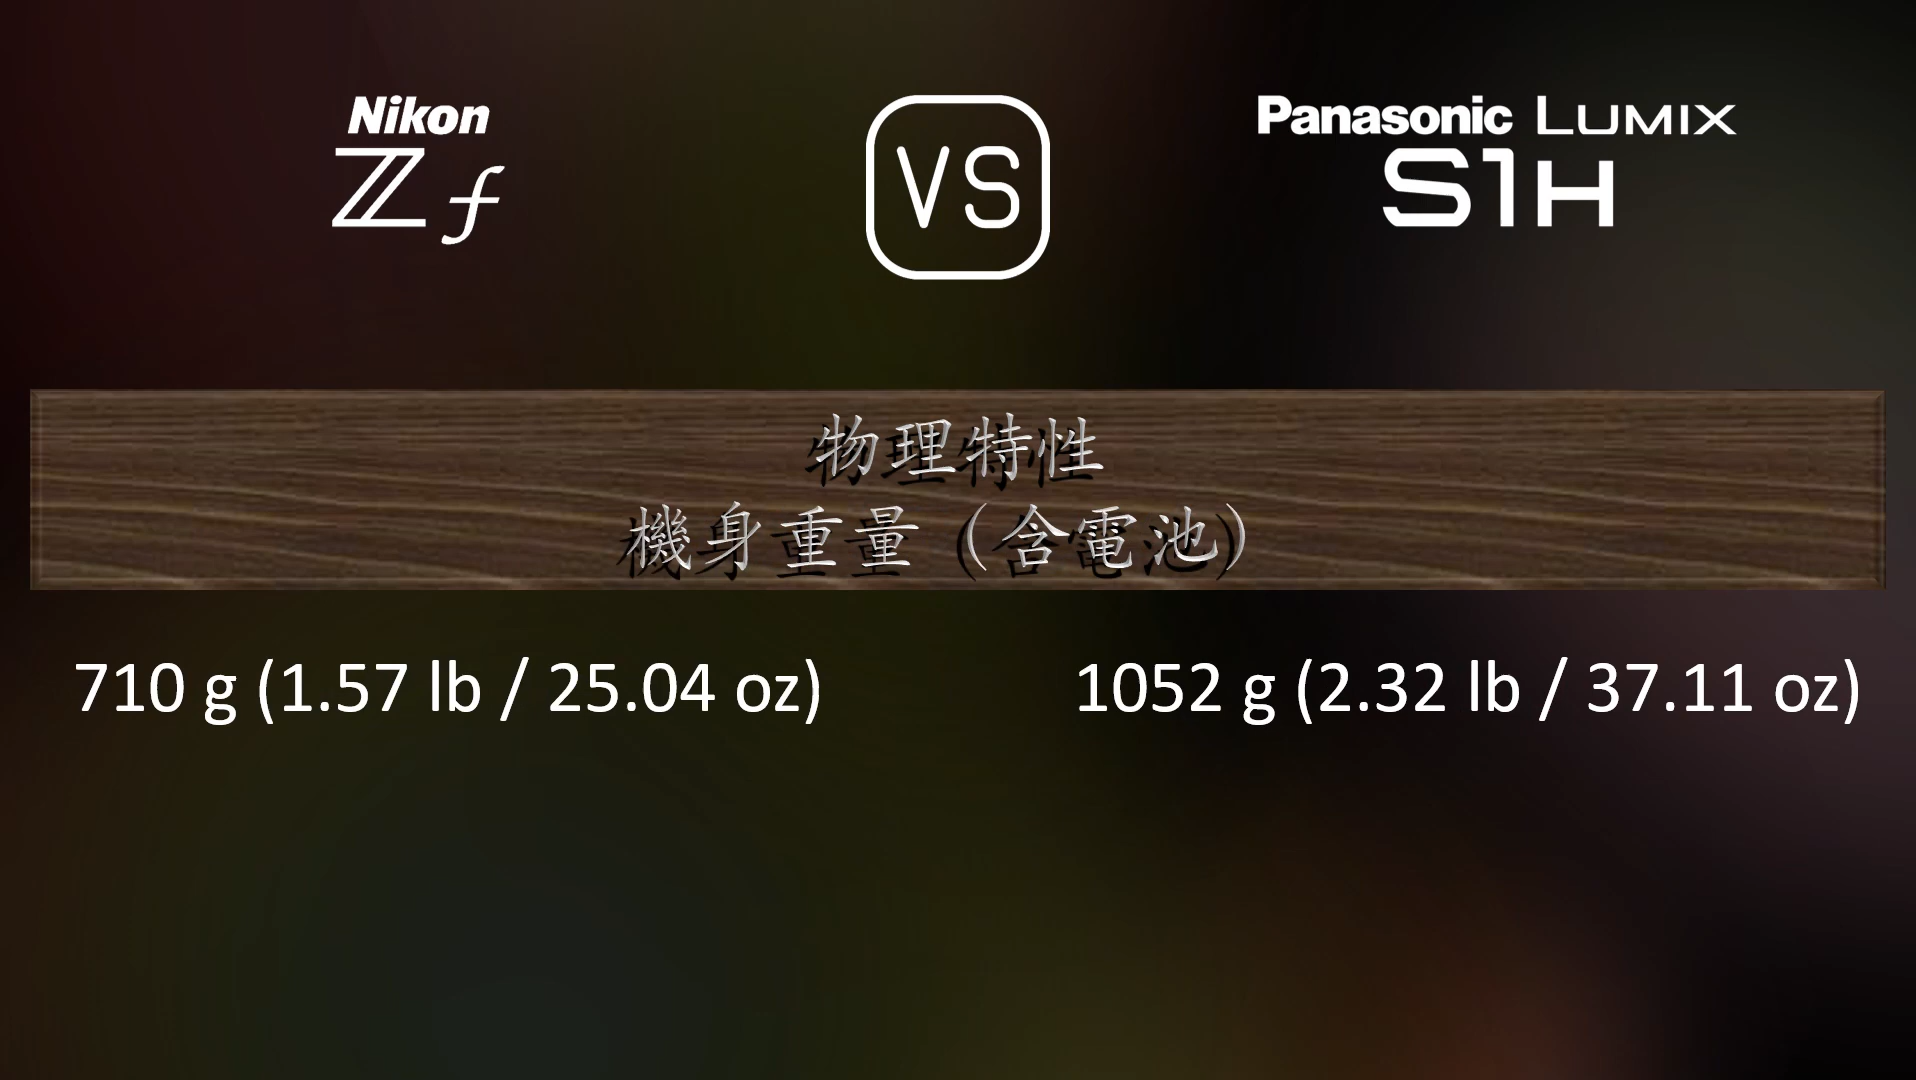 Nikon
Z f
VS
Panasonic LUMIX
S1H
物理特性
機身重量（含電池）
710 g (1.57 lb / 25.04 oz)
1052 g (2.32 lb / 37.11 oz)